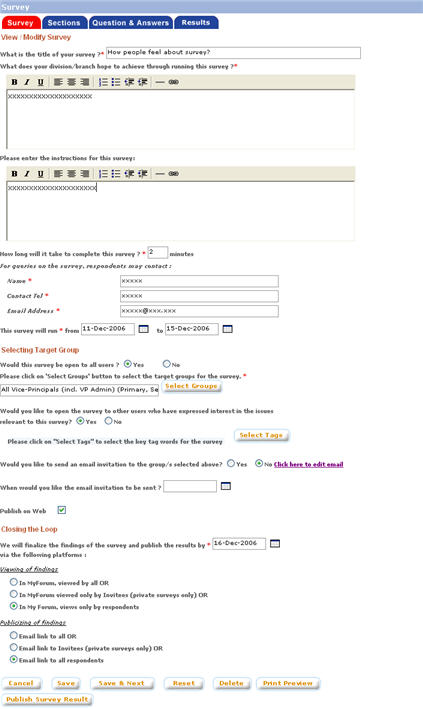 Survey
Survey Sections Question & Answers Results
View / Modify Survey
What is the title of your survey ?* How people feel about survey?
What does your division/branch hope to achieve through running this survey ?*
B I U
xxxxxxxxxxxxxxxxxxxx
Please enter the instructions for this survey:
B I U
xxxxxxxxxxxxxxxxxxxxx
How long will it take to complete this survey ? * 2 minutes
For queries on the survey, respondents may contact :
Name * xxxxx
Contact Tel * xxxxx
Email Address * xxxxx@xxx.xxx
This survey will run * from 11-Dec-2006 to 15-Dec-2006
Selecting Target Group
Would this survey be open to all users ? Yes No
Please click on 'Select Groups' button to select the target groups for the survey. *
All Vice-Principals (incl. VP Admin) (Primary, Se Select Groups
Would you like to open the survey to other users who have expressed interest in the issues
relevant to this survey? Yes No
Please click on "Select Tags" to select the key tag words for the survey Select Tags
Would you like to send an email invitation to the group/s selected above? Yes No Click here to edit email
When would you like the email invitation to be sent ?
Publish on Web
Closing the Loop
We will finalize the findings of the survey and publish the results by * 16-Dec-2006
via the following platforms :
Viewing of findings
In MyForum, viewed by all OR
In MyForum viewed only by Invitees (private surveys only) OR
In My Forum, views only by respondents
Publicizing of findings
Email link to all OR
Email link to Invitees (private surveys only) OR
Email link to all respondents
Cancel Save Save & Next Reset Delete Print Preview
Publish Survey Result